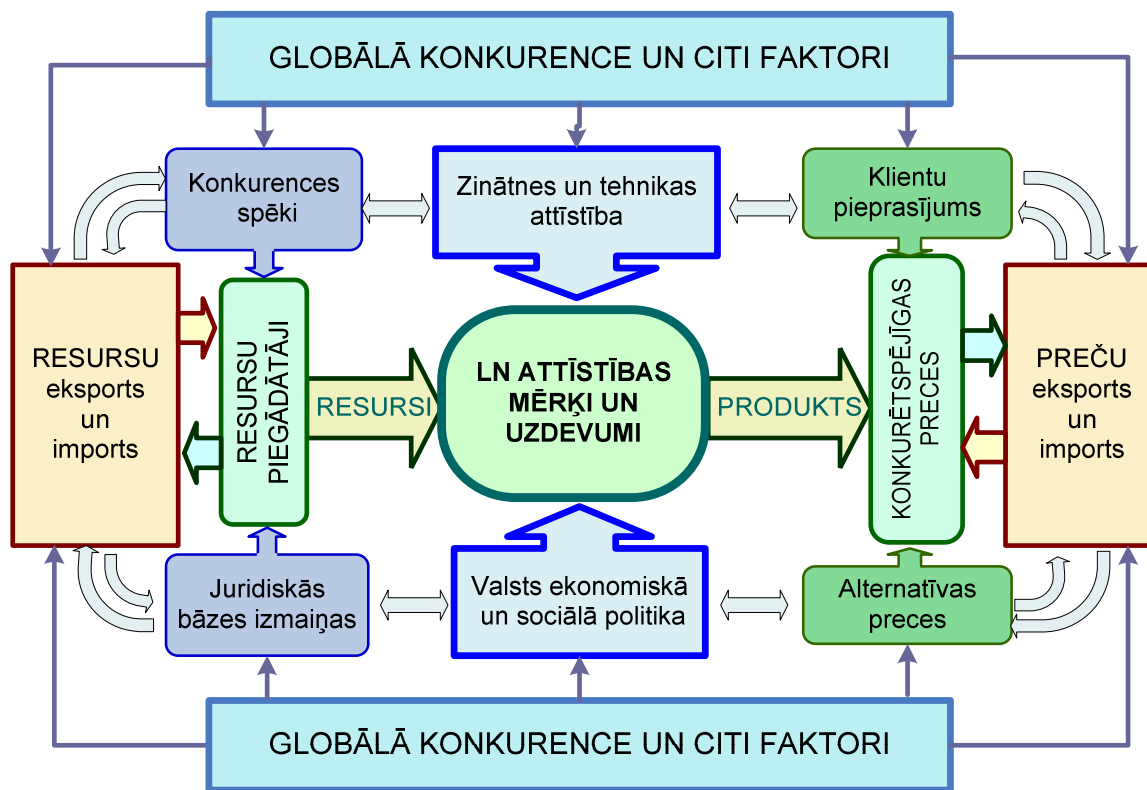 GLOBĀLĀ KONKURENCE UN CITI FAKTORI
Konkurences
spēki
Zinātnes un tehnikas
attīstība
Klientu
pieprasījums
RESURSU
eksports
un
imports
RESURSU
PIEGĀDĀTĀJI
RESURSI
LN ATTĪSTĪBAS
MĒRĶI UN
UZDEVUMI
PRODUKTS
KONKURĒTSPĒJĪGAS
PRECES
PREČU
eksports
un
imports
Juridiskās
bāzes izmaiņas
Valsts ekonomiskā
un sociālā politika
Alternatīvas
preces
GLOBĀLĀ KONKURENCE UN CITI FAKTORI